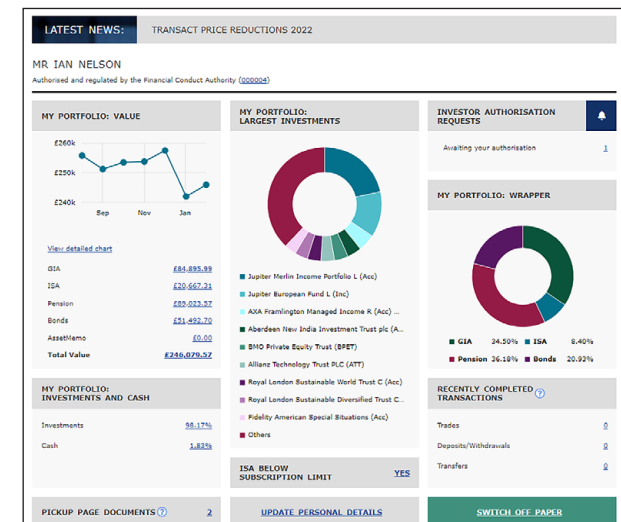 LATEST NEWS: TRANSACT PRICE REDUCTIONS 2022
MR IAN NELSON
Authorised and regulated by the Financial Conduct Authority (000004)
MY PORTFOLIO: VALUE
£260k
£250k
£240k
Sep Nov Jan
View detailed chart
GIA £84,895.99
ISA £20,667.31
Pension £89,023.57
Bonds £51,492.70
AssetMemo £0.00
Total Value £246,079.57
MY PORTFOLIO:
INVESTMENTS AND CASH
Investments 98.17%
Cash 1.83%
PICKUP PAGE DOCUMENTS ? 2
MY PORTFOLIO:
LARGEST INVESTMENTS
Jupiter Merlin Income Portfolio L (Acc)
Jupiter European Fund L (Inc)
AXA Framlington Managed Income R (Acc) ...
Aberdeen New India Investment Trust plc (A...
BMO Private Equity Trust (BPET)
Allianz Technology Trust PLC (ATT)
Royal London Sustainable World Trust C (Acc)
Royal London Sustainable Diversified Trust C...
Fidelity American Special Situations (Acc)
Others
ISA BELOW
SUBSCRIPTION LIMIT YES
UPDATE PERSONAL DETAILS
INVESTOR AUTHORISATION
REQUESTS
Awaiting your authorisation 1
MY PORTFOLIO: WRAPPER
GIA 34.50% ISA 8.40%
Pension 36.18% Bonds 20.93%
RECENTLY COMPLETED
TRANSACTIONS ?
Trades 0
Deposits/Withdrawals 0
Transfers 0
SWITCH OFF PAPER